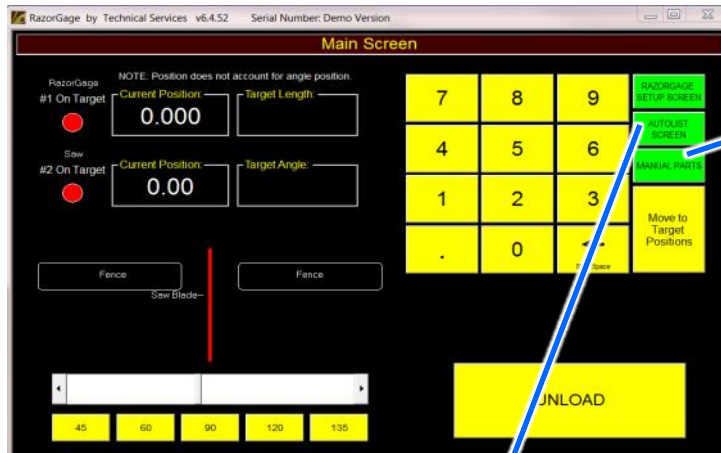 RazorGage by Technical Services v6.4.52 Serial Number: Demo Version
Main Screen
NOTE: Position does not account for angle position.
RazorGage
#1 On Target
Current Position:
0.000
Target Length:
Saw
#2 On Target
Current Position:
0.00
Target Angle:
7 8 9
4 5 6
1 2 3
. 0
Space
RAZORGAGE
SETUP SCREEN
AUTOLIST
SCREEN
MANUAL PARTS
Move to
Target
Positions
Fence
Fence
Saw Blade--
UNLOAD
45 60 90 120 135